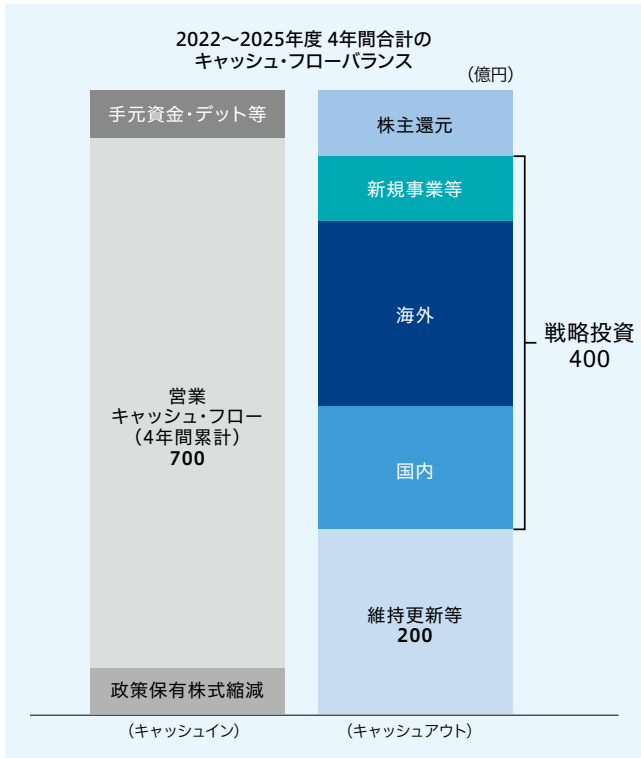 2022〜2025年度 4年間合計の
キャッシュ・フローバランス
（億円）
手元資金・デット等
営業
キャッシュ・フロー
（4年間累計）
700
政策保有株式縮減
（キャッシュイン）
株主還元
新規事業等
海外
国内
維持更新等
200
（キャッシュアウト）
戦略投資
400